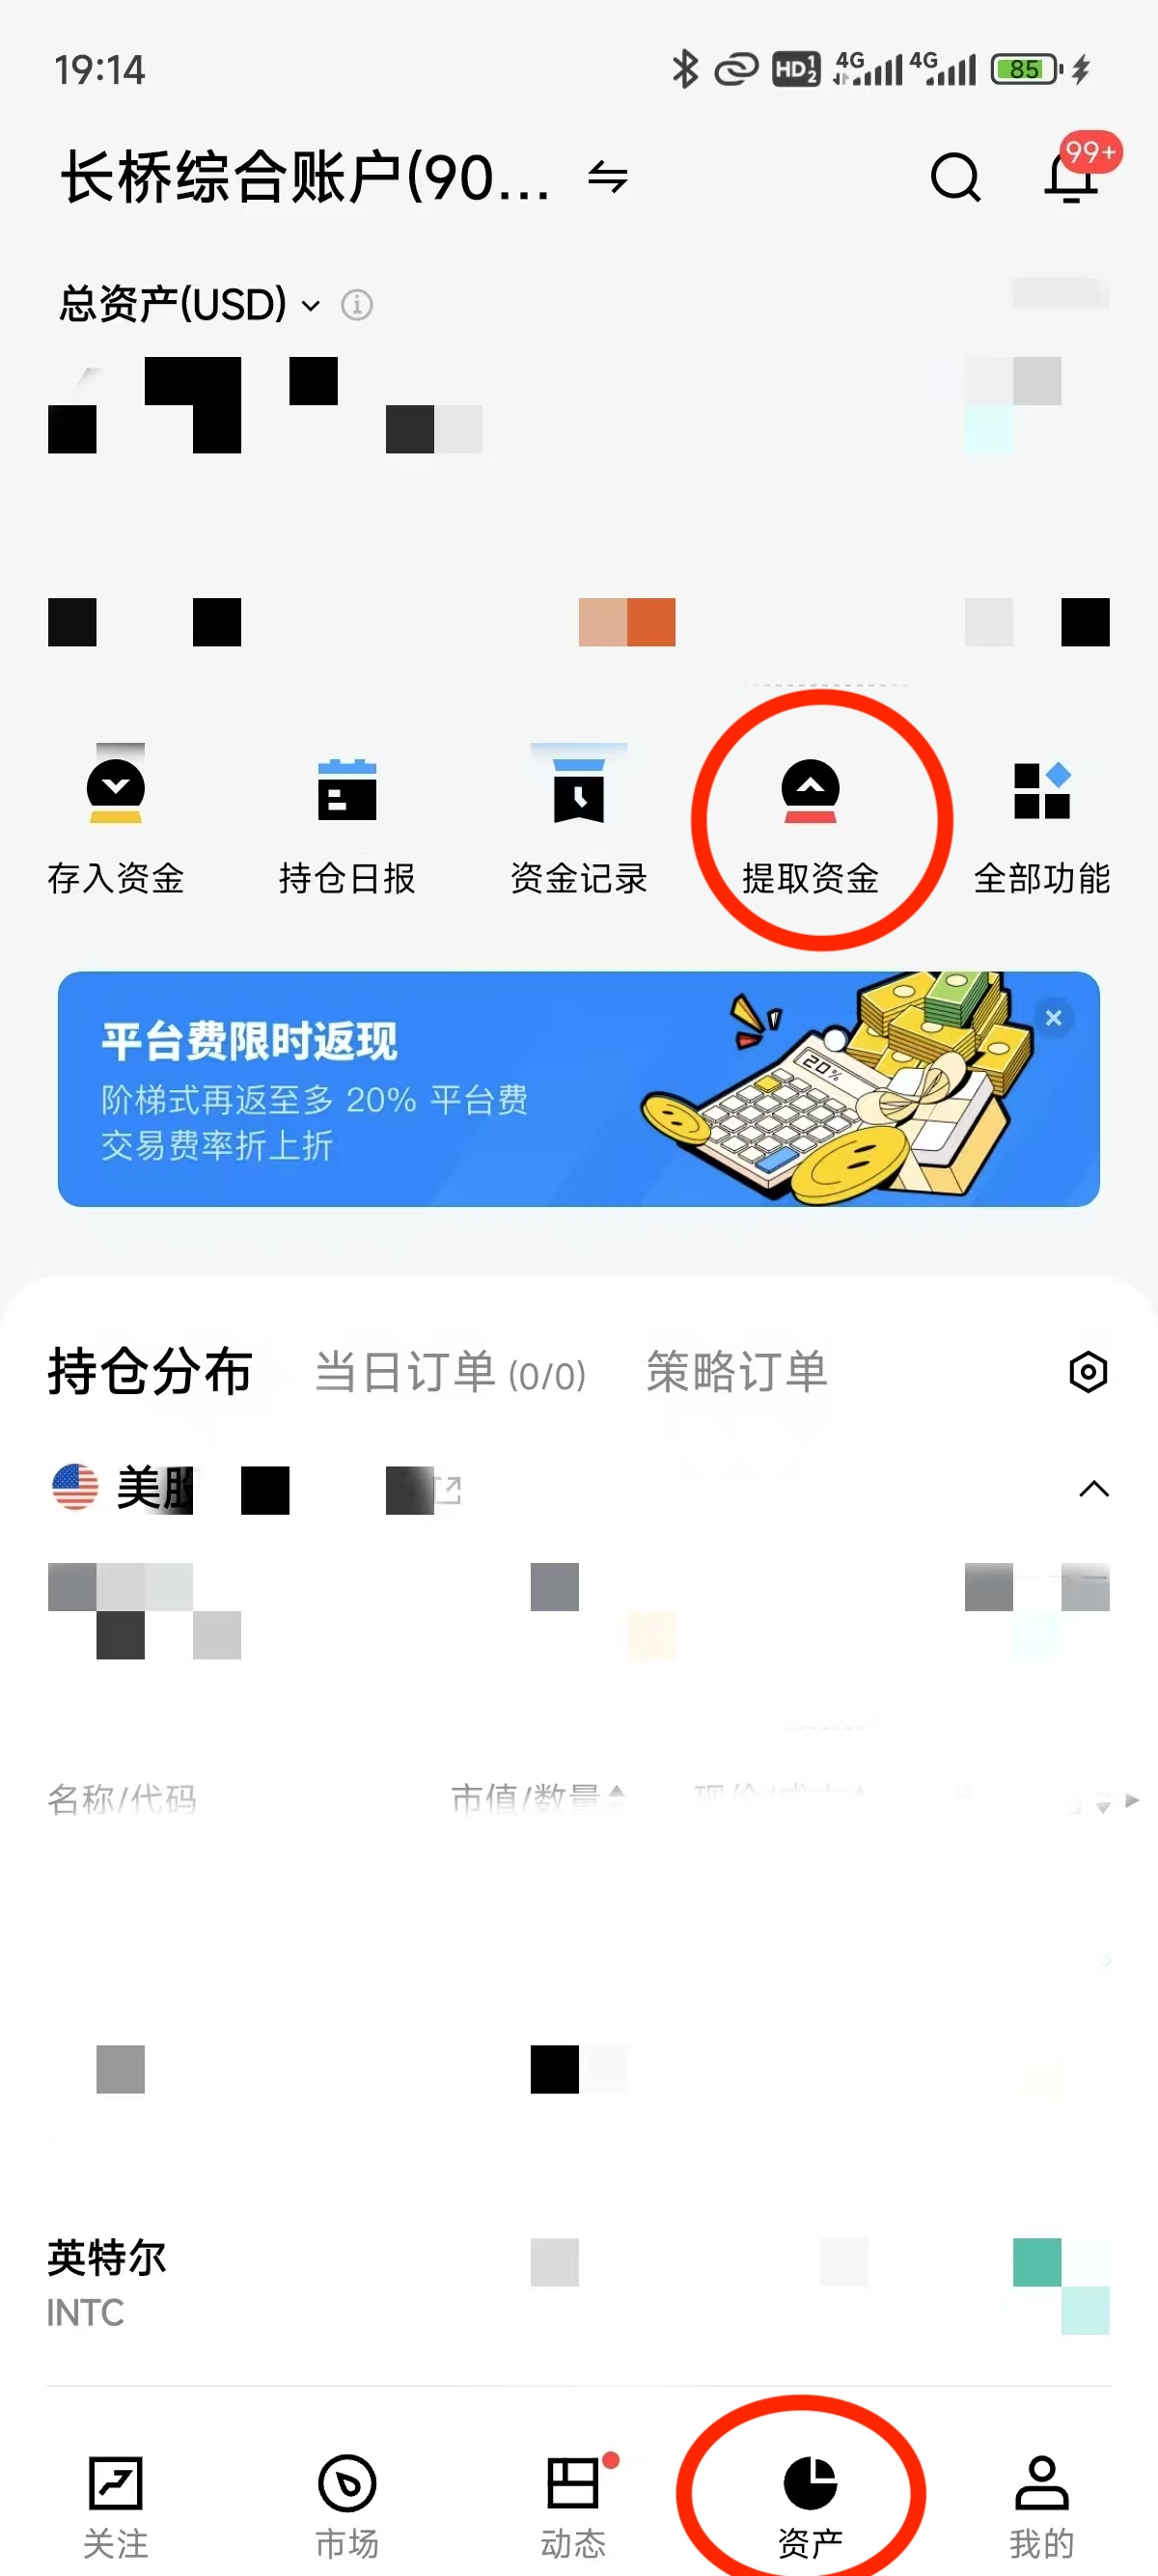 19:14
HD 1 2 4G 4G 85
长桥综合账户(90...
99+
总资产(USD)
存入资金 持仓日报 资金记录 提取资金 全部功能
平台费限时返现
阶梯式再返至多 20% 平台费
交易费率折上折
20%
持仓分布 当日订单 (0/0) 策略订单
美股
名称/代码 市值/数量
英特尔
INTC
关注 市场 动态 资产 我的